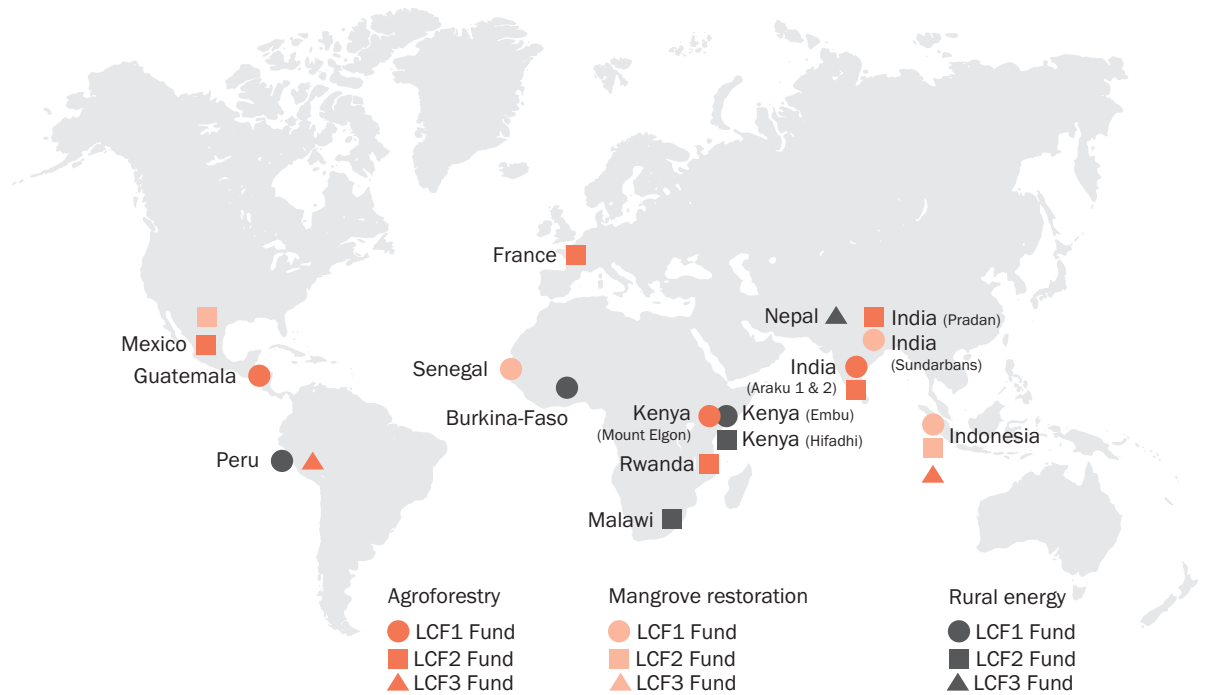 France
Nepal
India (Pradan)
India
(Sundarbans)
Mexico
Guatemala
Senegal
India
(Araku 1 & 2)
Burkina-Faso
Kenya
(Mount Elgon)
Kenya (Embu)
Kenya (Hifadhi)
Indonesia
Peru
Rwanda
Malawi
Agroforestry
LCF1 Fund
LCF2 Fund
LCF3 Fund
Mangrove restoration
LCF1 Fund
LCF2 Fund
LCF3 Fund
Rural energy
LCF1 Fund
LCF2 Fund
LCF3 Fund